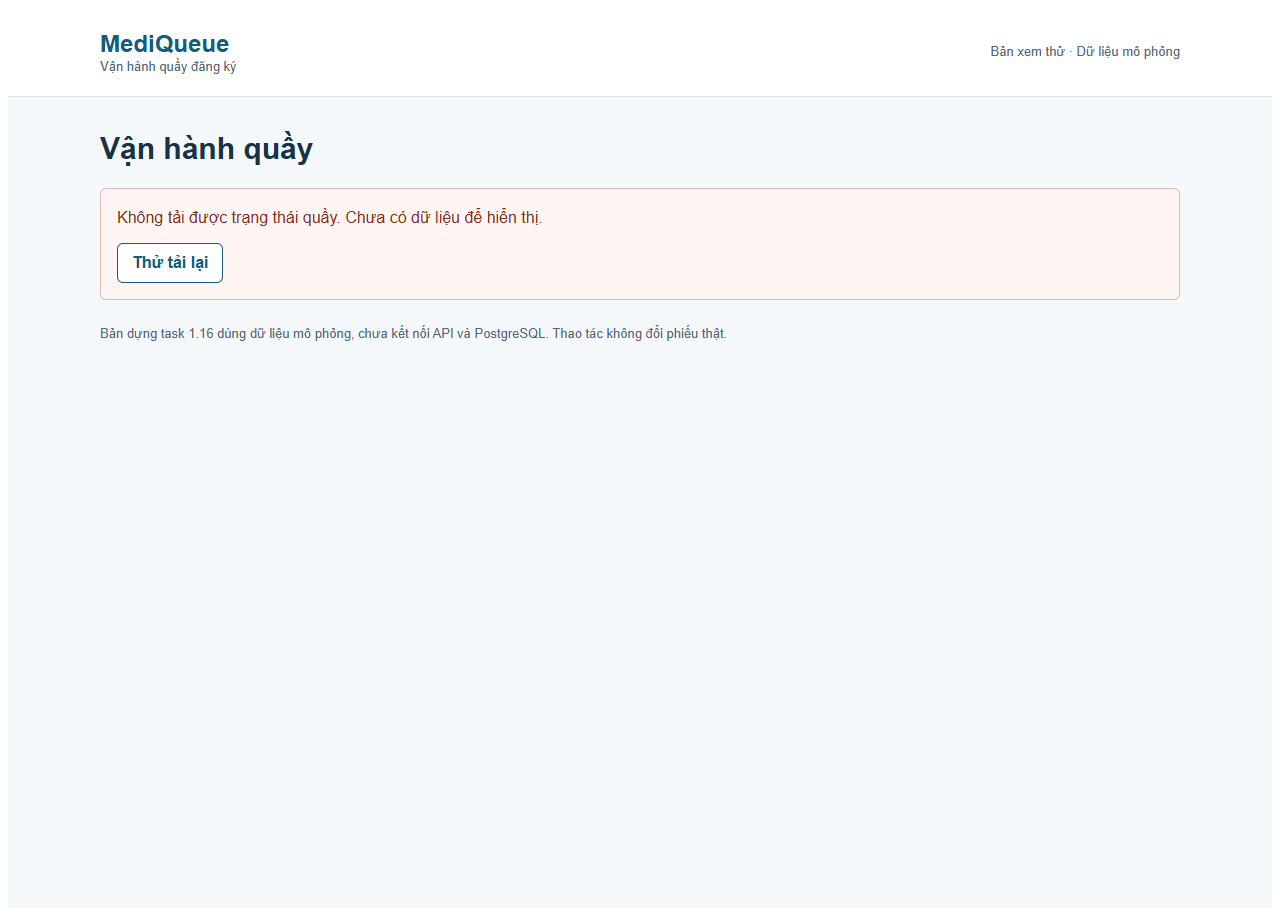 MediQueue
Vận hành quầy đăng ký
Bản xem thử · Dữ liệu mô phỏng
Vận hành quầy
Không tải được trạng thái quầy. Chưa có dữ liệu để hiển thị.
Thử tải lại
Bản dựng task 1.16 dùng dữ liệu mô phỏng, chưa kết nối API và PostgreSQL. Thao tác không đổi phiếu thật.